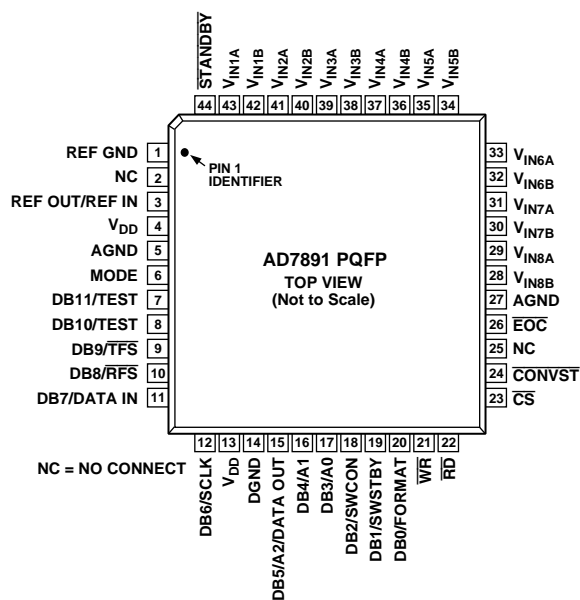 STANDBY
VIN1A
VIN1B
VIN2A
VIN2B
VIN3A
VIN3B
VIN4A
VIN4B
VIN5A
VIN5B
44 43 42 41 40 39 38 37 36 35 34
REF GND 1
NC 2
REF OUT/REF IN 3
VDD 4
AGND 5
MODE 6
DB11/TEST 7
DB10/TEST 8
DB9/TFS 9
DB8/RFS 10
DB7/DATA IN 11
PIN 1
IDENTIFIER
AD7891 PQFP
TOP VIEW
(Not to Scale)
33 VIN6A
32 VIN6B
31 VIN7A
30 VIN7B
29 VIN8A
28 VIN8B
27 AGND
26 EOC
25 NC
24 CONVST
23 CS
12 13 14 15 16 17 18 19 20 21 22
NC = NO CONNECT
DB6/SCLK
VDD
DGND
DB5/A2/DATA OUT
DB4/A1
DB3/A0
DB2/SWCON
DB1/SWSTBY
DB0/FORMAT
WR
RD